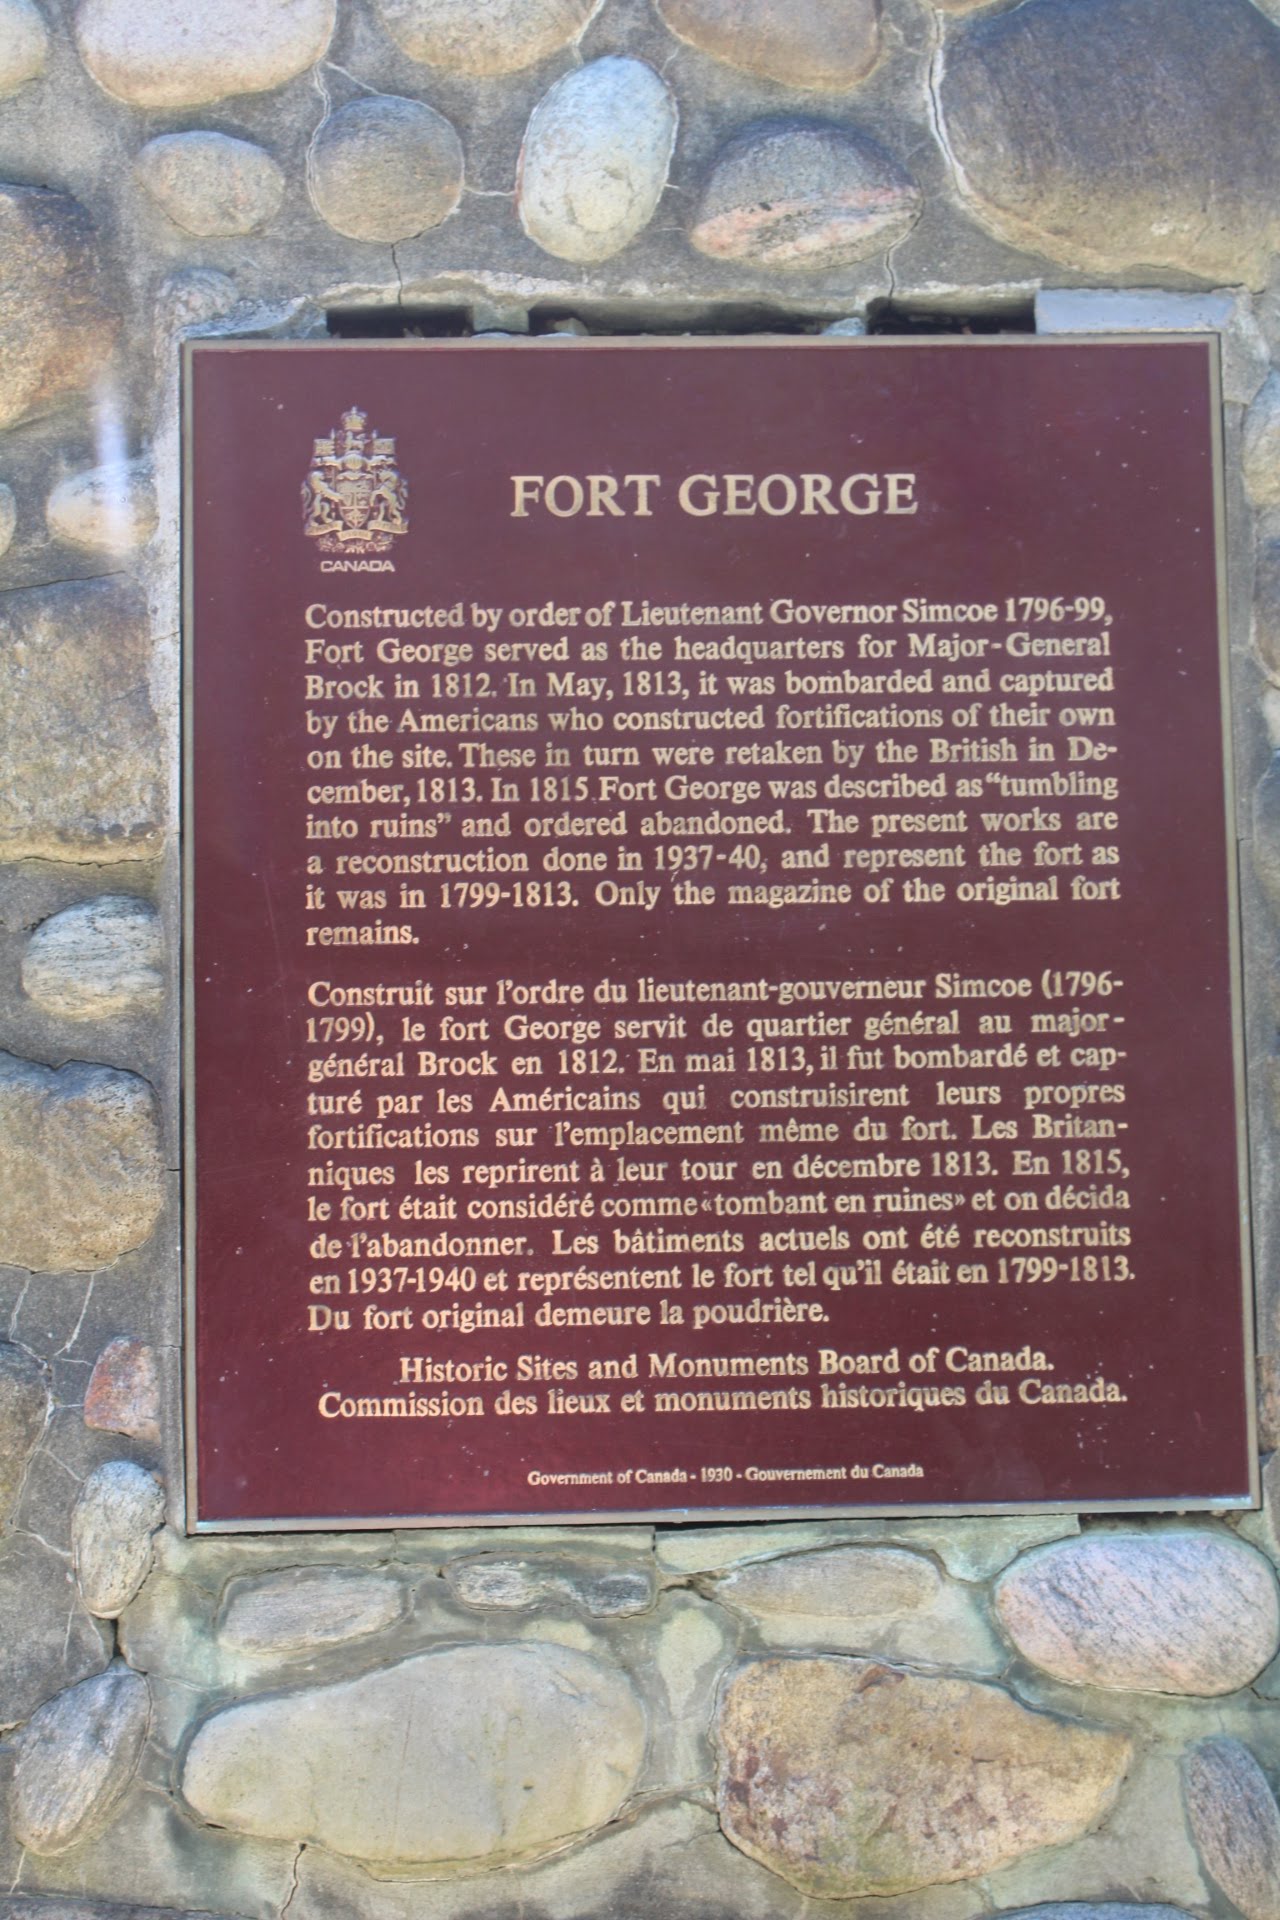 CANADA
FORT GEORGE
Constructed by order of Lieutenant Governor Simcoe 1796-99,
Fort George served as the headquarters for Major-General
Brock in 1812. In May, 1813, it was bombarded and captured
by the Americans who constructed fortifications of their own
on the site. These in turn were retaken by the British in De-
cember, 1813. In 1815 Fort George was described as “tumbling
into ruins” and ordered abandoned. The present works are
a reconstruction done in 1937-40, and represent the fort as
it was in 1799-1813. Only the magazine of the original fort
remains.
Construit sur l'ordre du lieutenant-gouverneur Simcoe (1796-
1799), le fort George servit de quartier général au major-
général Brock en 1812. En mai 1813, il fut bombardé et cap-
turé par les Américains qui construisirent leurs propres
fortifications sur l'emplacement même du fort. Les Britan-
niques les reprirent à leur tour en décembre 1813. En 1815,
le fort était considéré comme «tombant en ruines» et on décida
de l'abandonner. Les bâtiments actuels ont été reconstruits
en 1937-1940 et représentent le fort tel qu'il était en 1799-1813.
Du fort original demeure la poudrière.
Historic Sites and Monuments Board of Canada.
Commission des lieux et monuments historiques du Canada.
Government of Canada - 1930 - Gouvernement du Canada